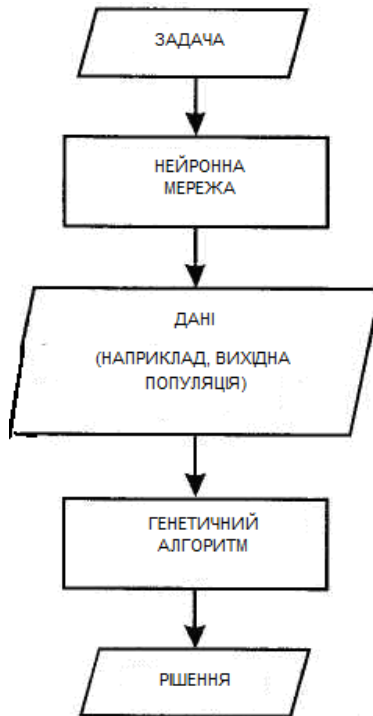 ЗАДАЧА
НЕЙРОННА
МЕРЕЖА
ДАНІ
(НАПРИКЛАД, ВИХІДНА
ПОПУЛЯЦІЯ)
ГЕНЕТИЧНИЙ
АЛГОРИТМ
РІШЕННЯ